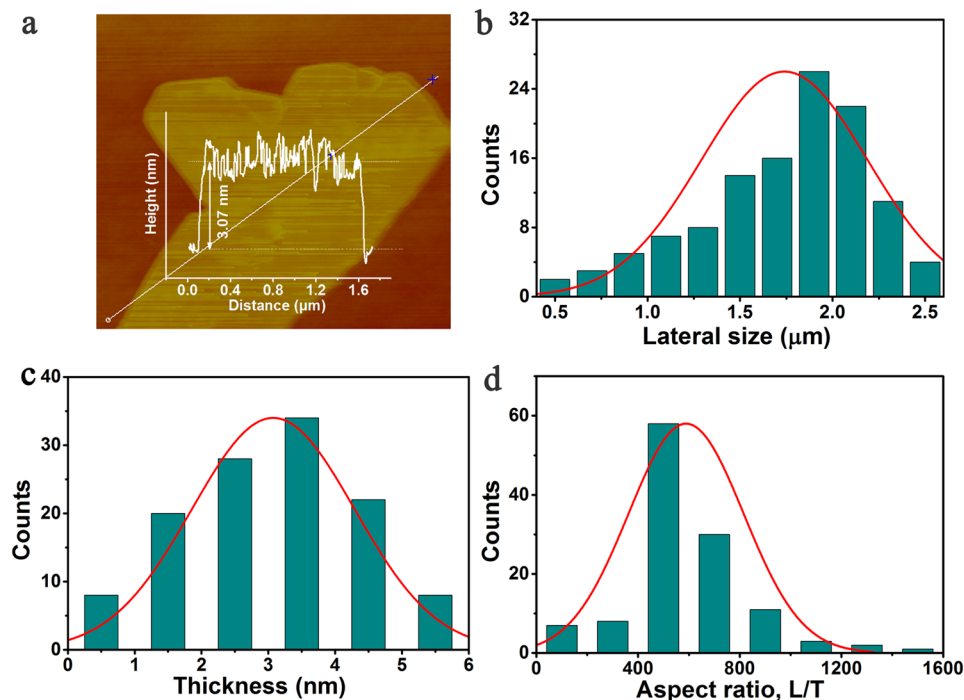 a
Height (nm)
3.07 nm
0.0 0.4 0.8 1.2 1.6
Distance (μm)
b
32
24
16
8
0
Counts
0.5 1.0 1.5 2.0 2.5
Lateral size (μm)
c
40
30
20
10
0
Counts
0 1 2 3 4 5 6
Thickness (nm)
d
60
40
20
0
Counts
0 400 800 1200 1600
Aspect ratio, L/T